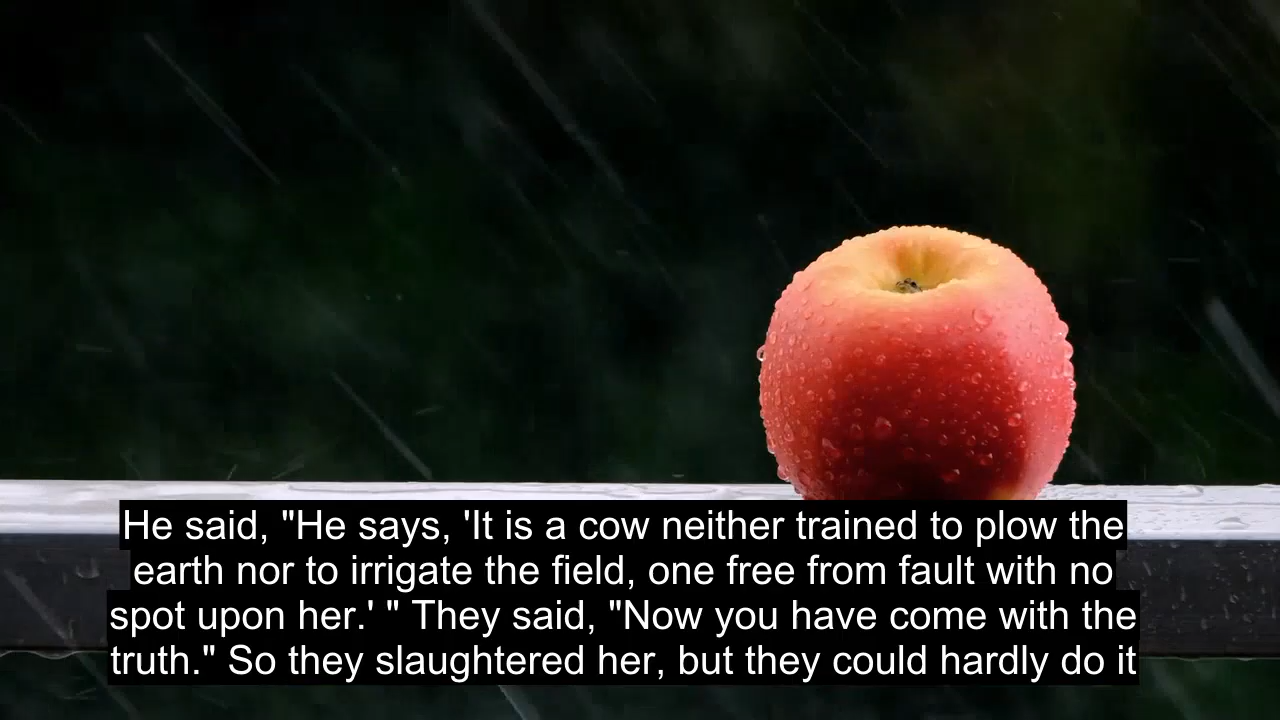 He said, "He says, 'It is a cow neither trained to plow the
earth nor to irrigate the field, one free from fault with no
spot upon her.' " They said, "Now you have come with the
truth." So they slaughtered her, but they could hardly do it